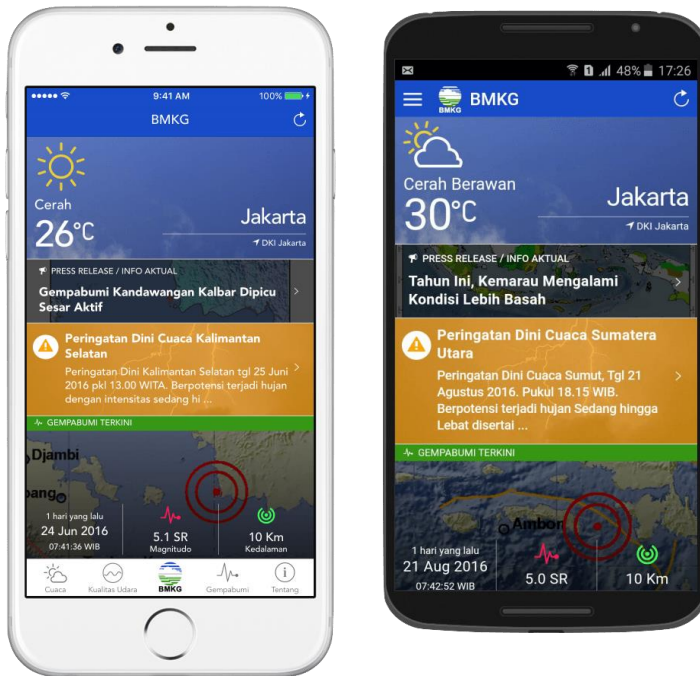 9:41 AM
100%
BMKG
Cerah
26°C
Jakarta
DKI Jakarta
PRESS RELEASE / INFO AKTUAL
Gempabumi Kandawangan Kalbar Dipicu
Sesar Aktif
Peringatan Dini Cuaca Kalimantan
Selatan
Peringatan Dini Kalimantan Selatan tgl 25 Juni
2016 pkl 13.00 WITA. Berpotensi terjadi hujan
dengan intensitas sedang hi ...
GEMPABUMI TERKINI
Djambi
pang
1 hari yang lalu
24 Jun 2016
07:41:36 WIB
5.1 SR
Magnitudo
10 Km
Kedalaman
Cuaca
Kualitas Udara
BMKG
Gempabumi
Tentang
1
48%
17:26
BMKG
BMKG
Cerah Berawan
30°C
Jakarta
DKI Jakarta
PRESS RELEASE / INFO AKTUAL
Tahun Ini, Kemarau Mengalami
Kondisi Lebih Basah
Peringatan Dini Cuaca Sumatera
Utara
Peringatan Dini Cuaca Sumut, Tgl 21
Agustus 2016. Pukul 18.15 WIB.
Berpotensi terjadi hujan Sedang hingga
Lebat disertai ...
GEMPABUMI TERKINI
Ambon
1 hari yang lalu
21 Aug 2016
07:42:52 WIB
5.0 SR
10 Km